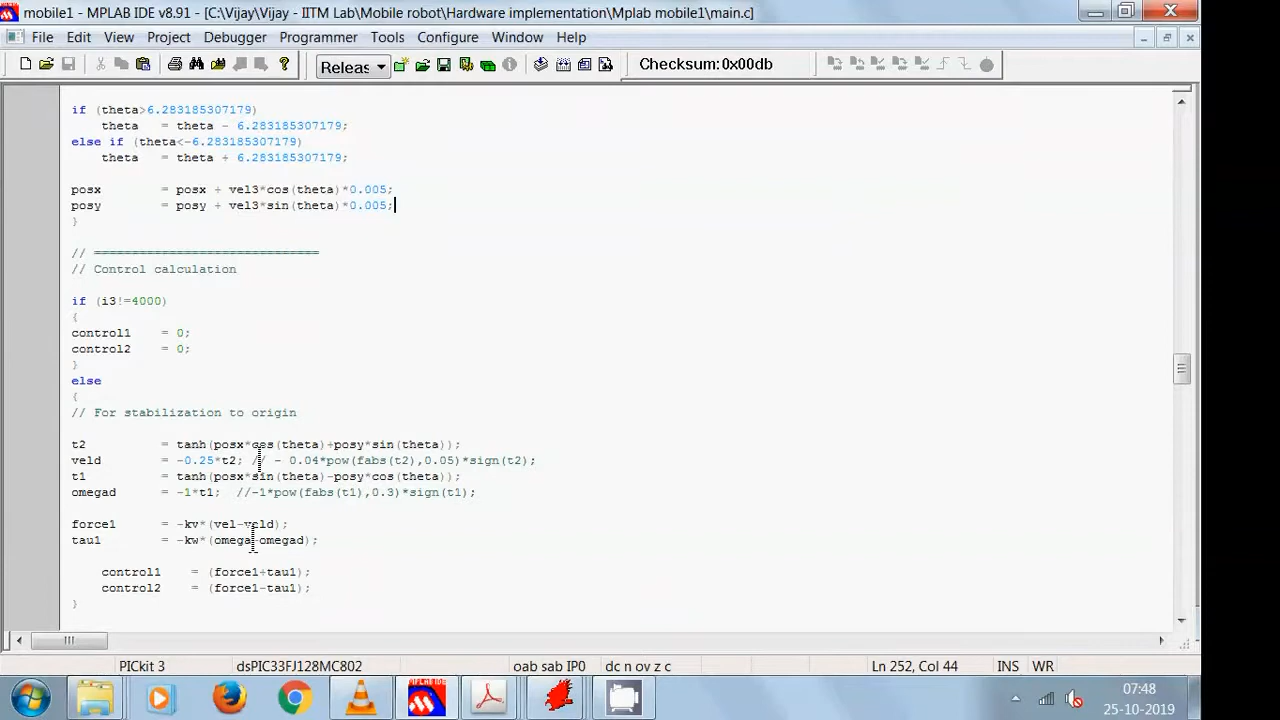 mobile1 - MPLAB IDE v8.91 - [C:\Vijay\Vijay - IITM Lab\Mobile robot\Hardware implementation\Mplab mobile1\main.c]
File Edit View Project Debugger Programmer Tools Configure Window Help
Releas Checksum: 0x00db
if (theta>6.283185307179)
theta = theta - 6.283185307179;
else if (theta<-6.283185307179)
theta = theta + 6.283185307179;
posx = posx + vel3*cos(theta)*0.005;
posy = posy + vel3*sin(theta)*0.005;
}
// ==============================
// Control calculation
if (i3!=4000)
{
control1 = 0;
control2 = 0;
}
else
{
// For stabilization to origin
t2 = tanh(posx*cos(theta)+posy*sin(theta));
veld = -0.25*t2; // - 0.04*pow(fabs(t2),0.05)*sign(t2);
t1 = tanh(posx*sin(theta)-posy*cos(theta));
omegad = -1*t1; //-1*pow(fabs(t1),0.3)*sign(t1);
force1 = -kv*(vel-veld);
tau1 = -kw*(omega-omegad);
control1 = (force1+tau1);
control2 = (force1-tau1);
}
PICkit 3 dsPIC33FJ128MC802 oab sab IP0 dc n ov z c Ln 252, Col 44 INS WR
07:48
25-10-2019